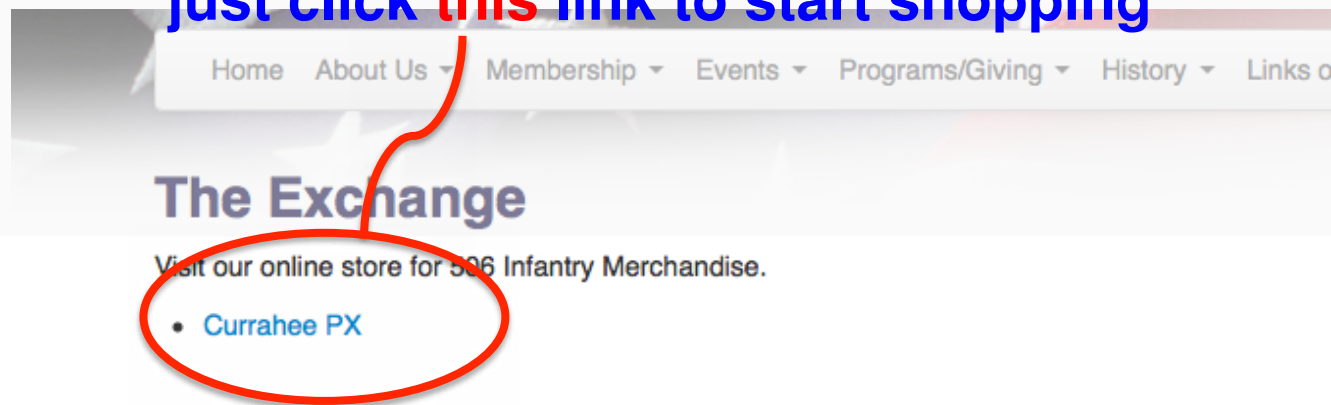 just click this link to start shopping
Home About Us Membership Events Programs/Giving History Links o
The Exchange
Visit our online store for 506 Infantry Merchandise.
• Currahee PX